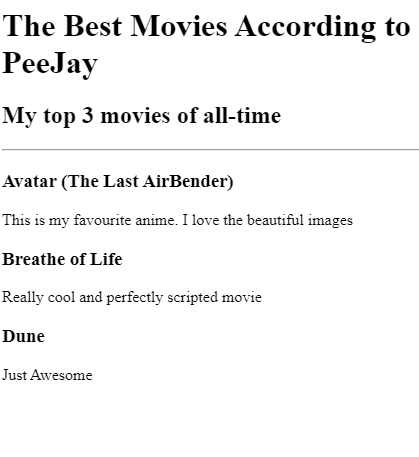 The Best Movies According to
PeeJay
My top 3 movies of all-time
Avatar (The Last AirBender)
This is my favourite anime. I love the beautiful images
Breathe of Life
Really cool and perfectly scripted movie
Dune
Just Awesome